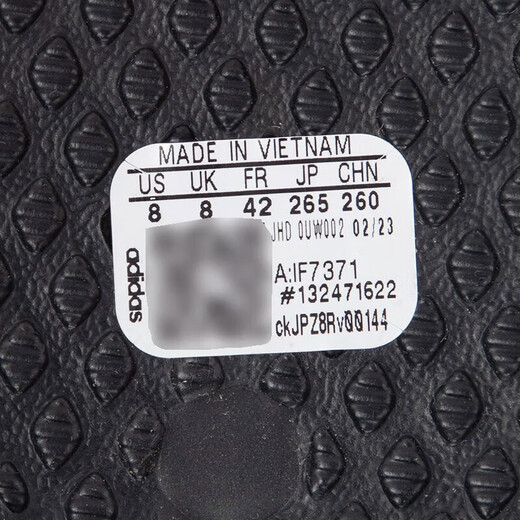 MADE IN VIETNAM
US UK FR JP CHN
8 8 42 265 260
JHD 0UW002 02/23
adidas
A:IF7371
#132471622
ckJPZ8Rv00144